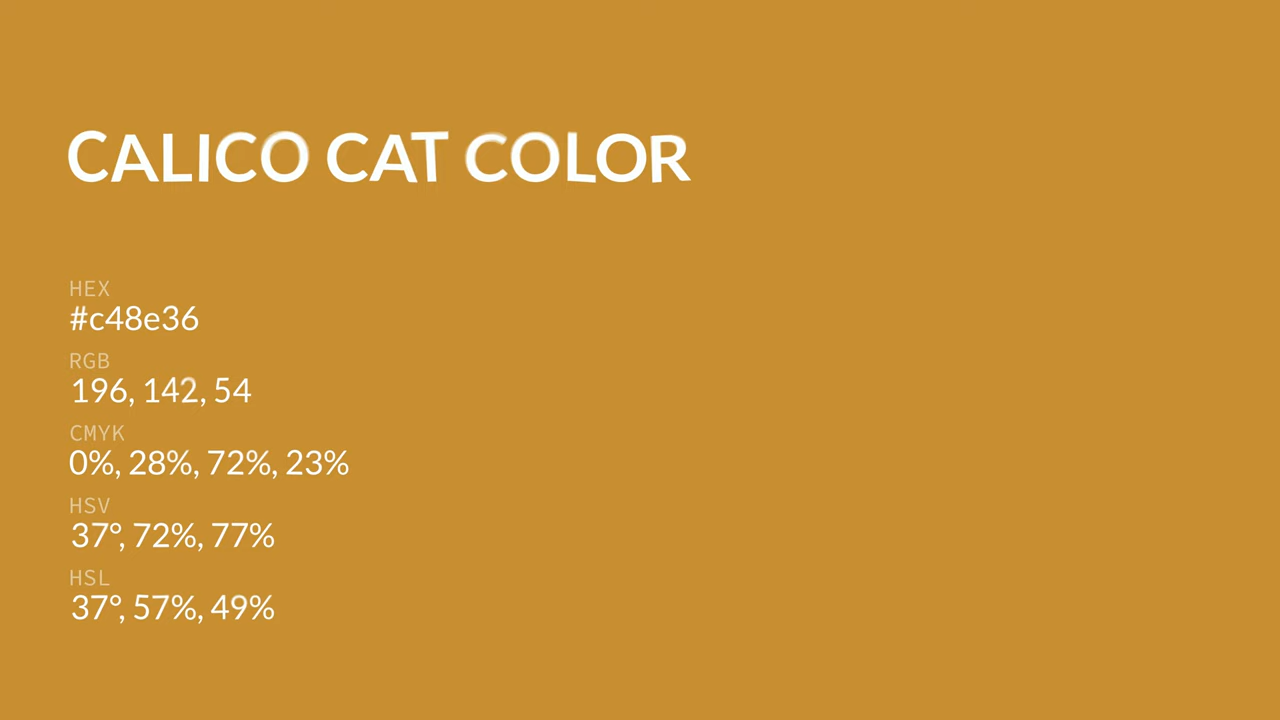 CALICO CAT COLOR
HEX
#c48e36
RGB
196, 142, 54
CMYK
0%, 28%, 72%, 23%
HSV
37°, 72%, 77%
HSL
37°, 57%, 49%